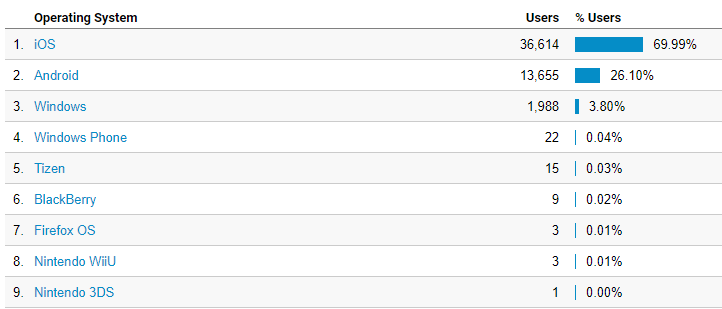 Operating System Users % Users
1. iOS 36,614 69.99%
2. Android 13,655 26.10%
3. Windows 1,988 3.80%
4. Windows Phone 22 0.04%
5. Tizen 15 0.03%
6. BlackBerry 9 0.02%
7. Firefox OS 3 0.01%
8. Nintendo WiiU 3 0.01%
9. Nintendo 3DS 1 0.00%